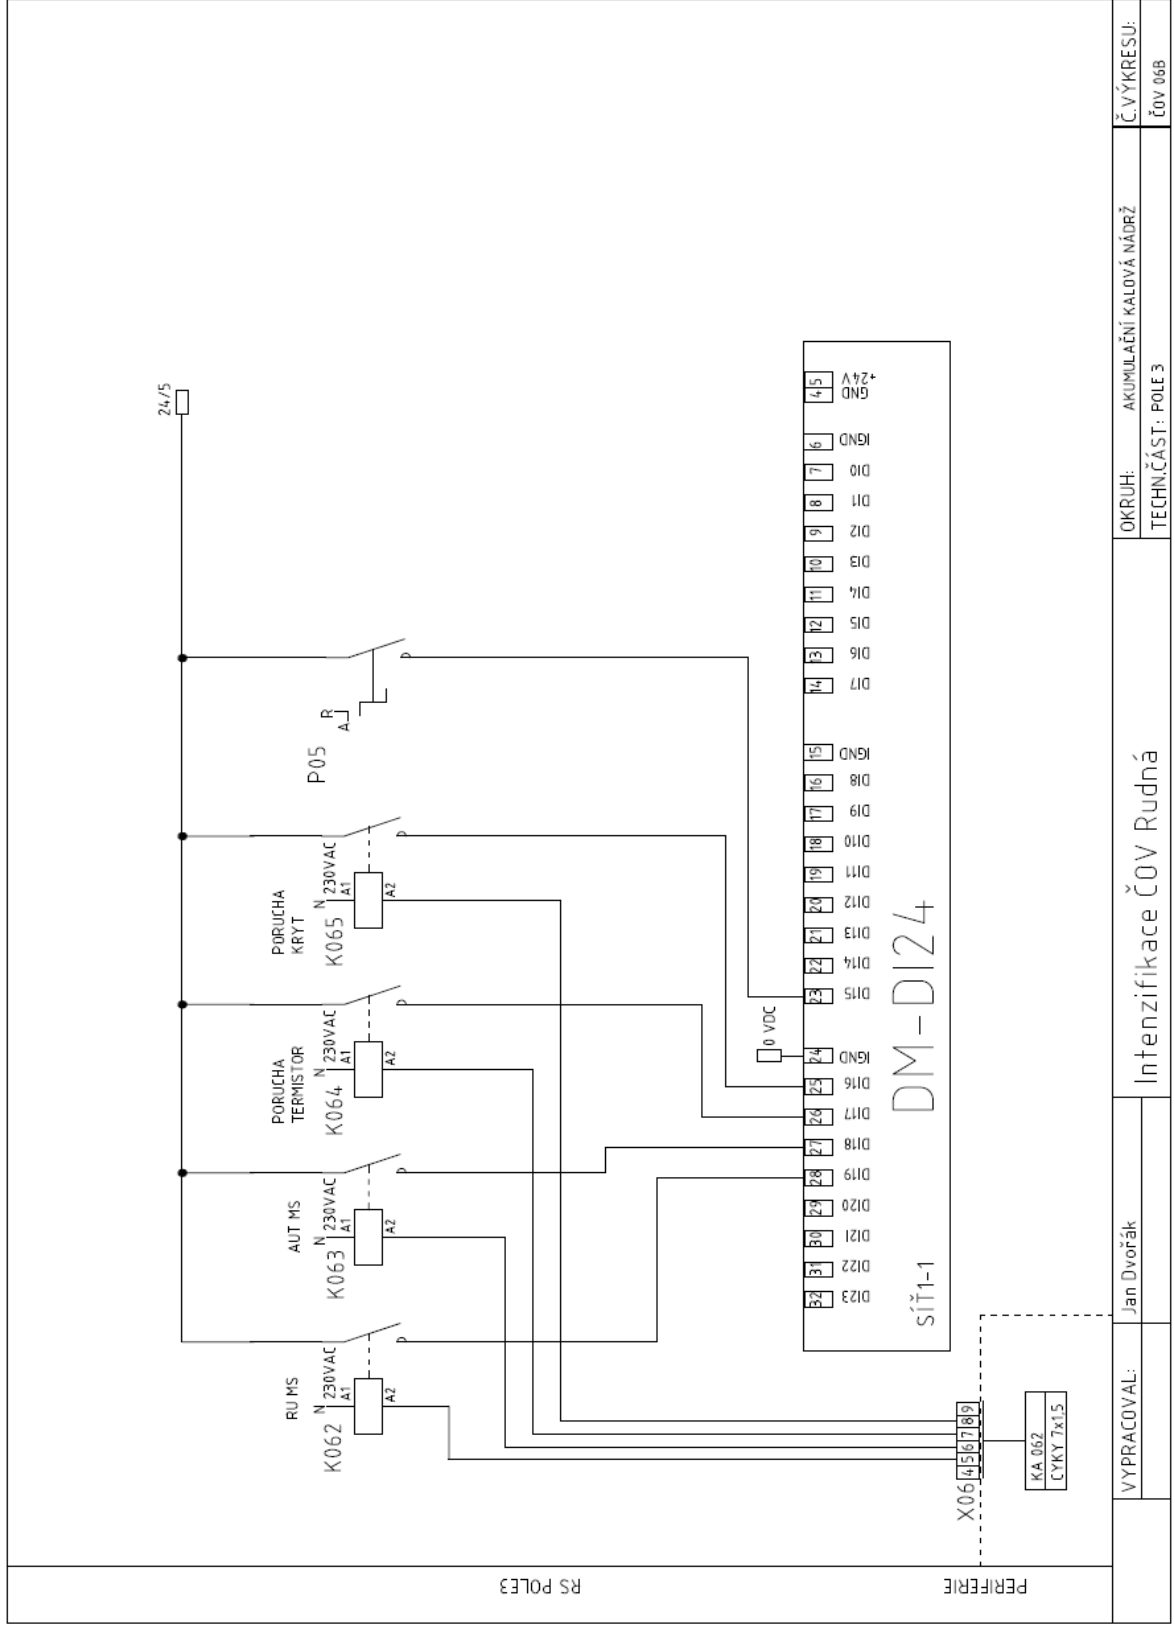 24/5
P05
A
R
PORUCHA
KRYT
N 230VAC
A1
A2
K065
PORUCHA
TERMISTOR
N 230VAC
A1
A2
K064
AUT MS
N 230VAC
A1
A2
K063
RU MS
N 230VAC
A1
A2
K062
0 VDC
5 +24V
4 GND
6 IGND
7 DI0
8 DI1
9 DI2
10 DI3
11 DI4
12 DI5
13 DI6
14 DI7
15 IGND
16 DI8
17 DI9
18 DI10
19 DI11
20 DI12
21 DI13
22 DI14
23 DI15
24 IGND
25 DI16
26 DI17
27 DI18
28 DI19
29 DI20
30 DI21
31 DI22
32 DI23
DM-DI24
SÍŤ1-1
X06 4 5 6 7 8 9
KA 062
CYKY 7x1,5
RS POLE3
PERIFERIE
VYPRACOVAL:
Jan Dvořák
Intenzifikace ČOV Rudná
OKRUH: AKUMULAČNÍ KALOVÁ NÁDRŽ
TECHN.ČÁST: POLE 3
Č.VÝKRESU:
ČOV 06B